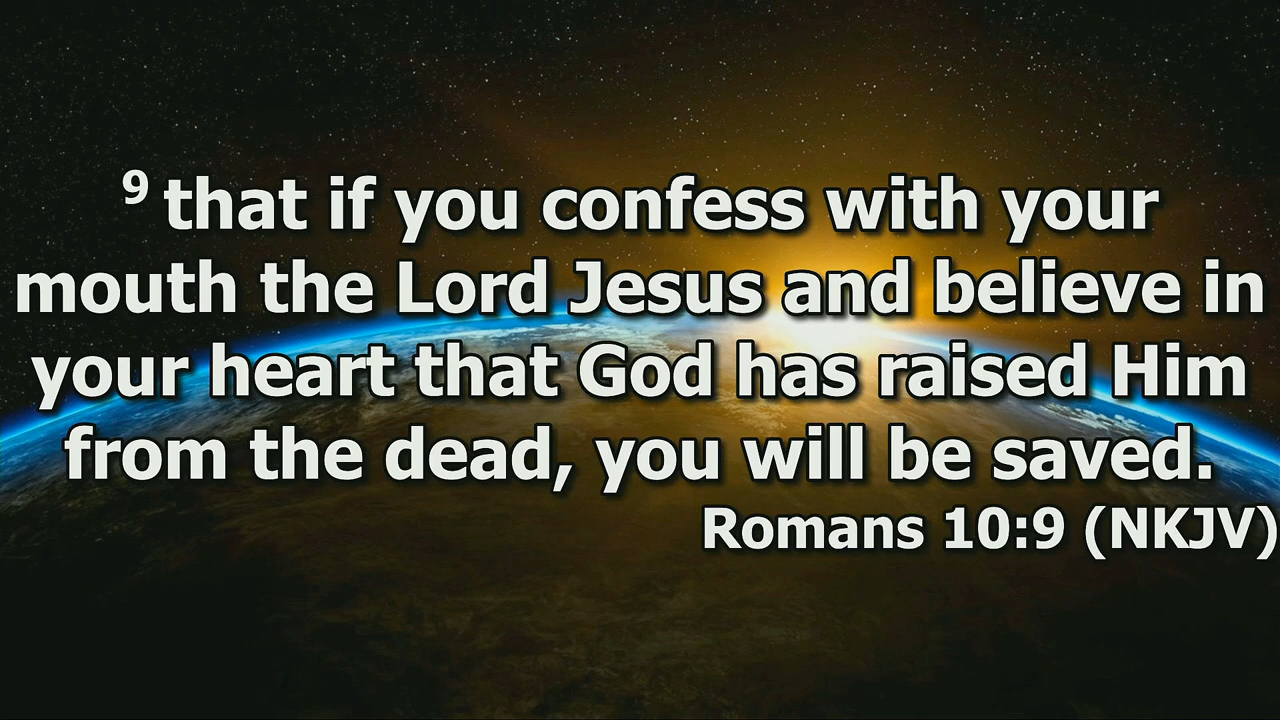 9 that if you confess with your
mouth the Lord Jesus and believe in
your heart that God has raised Him
from the dead, you will be saved.
Romans 10:9 (NKJV)